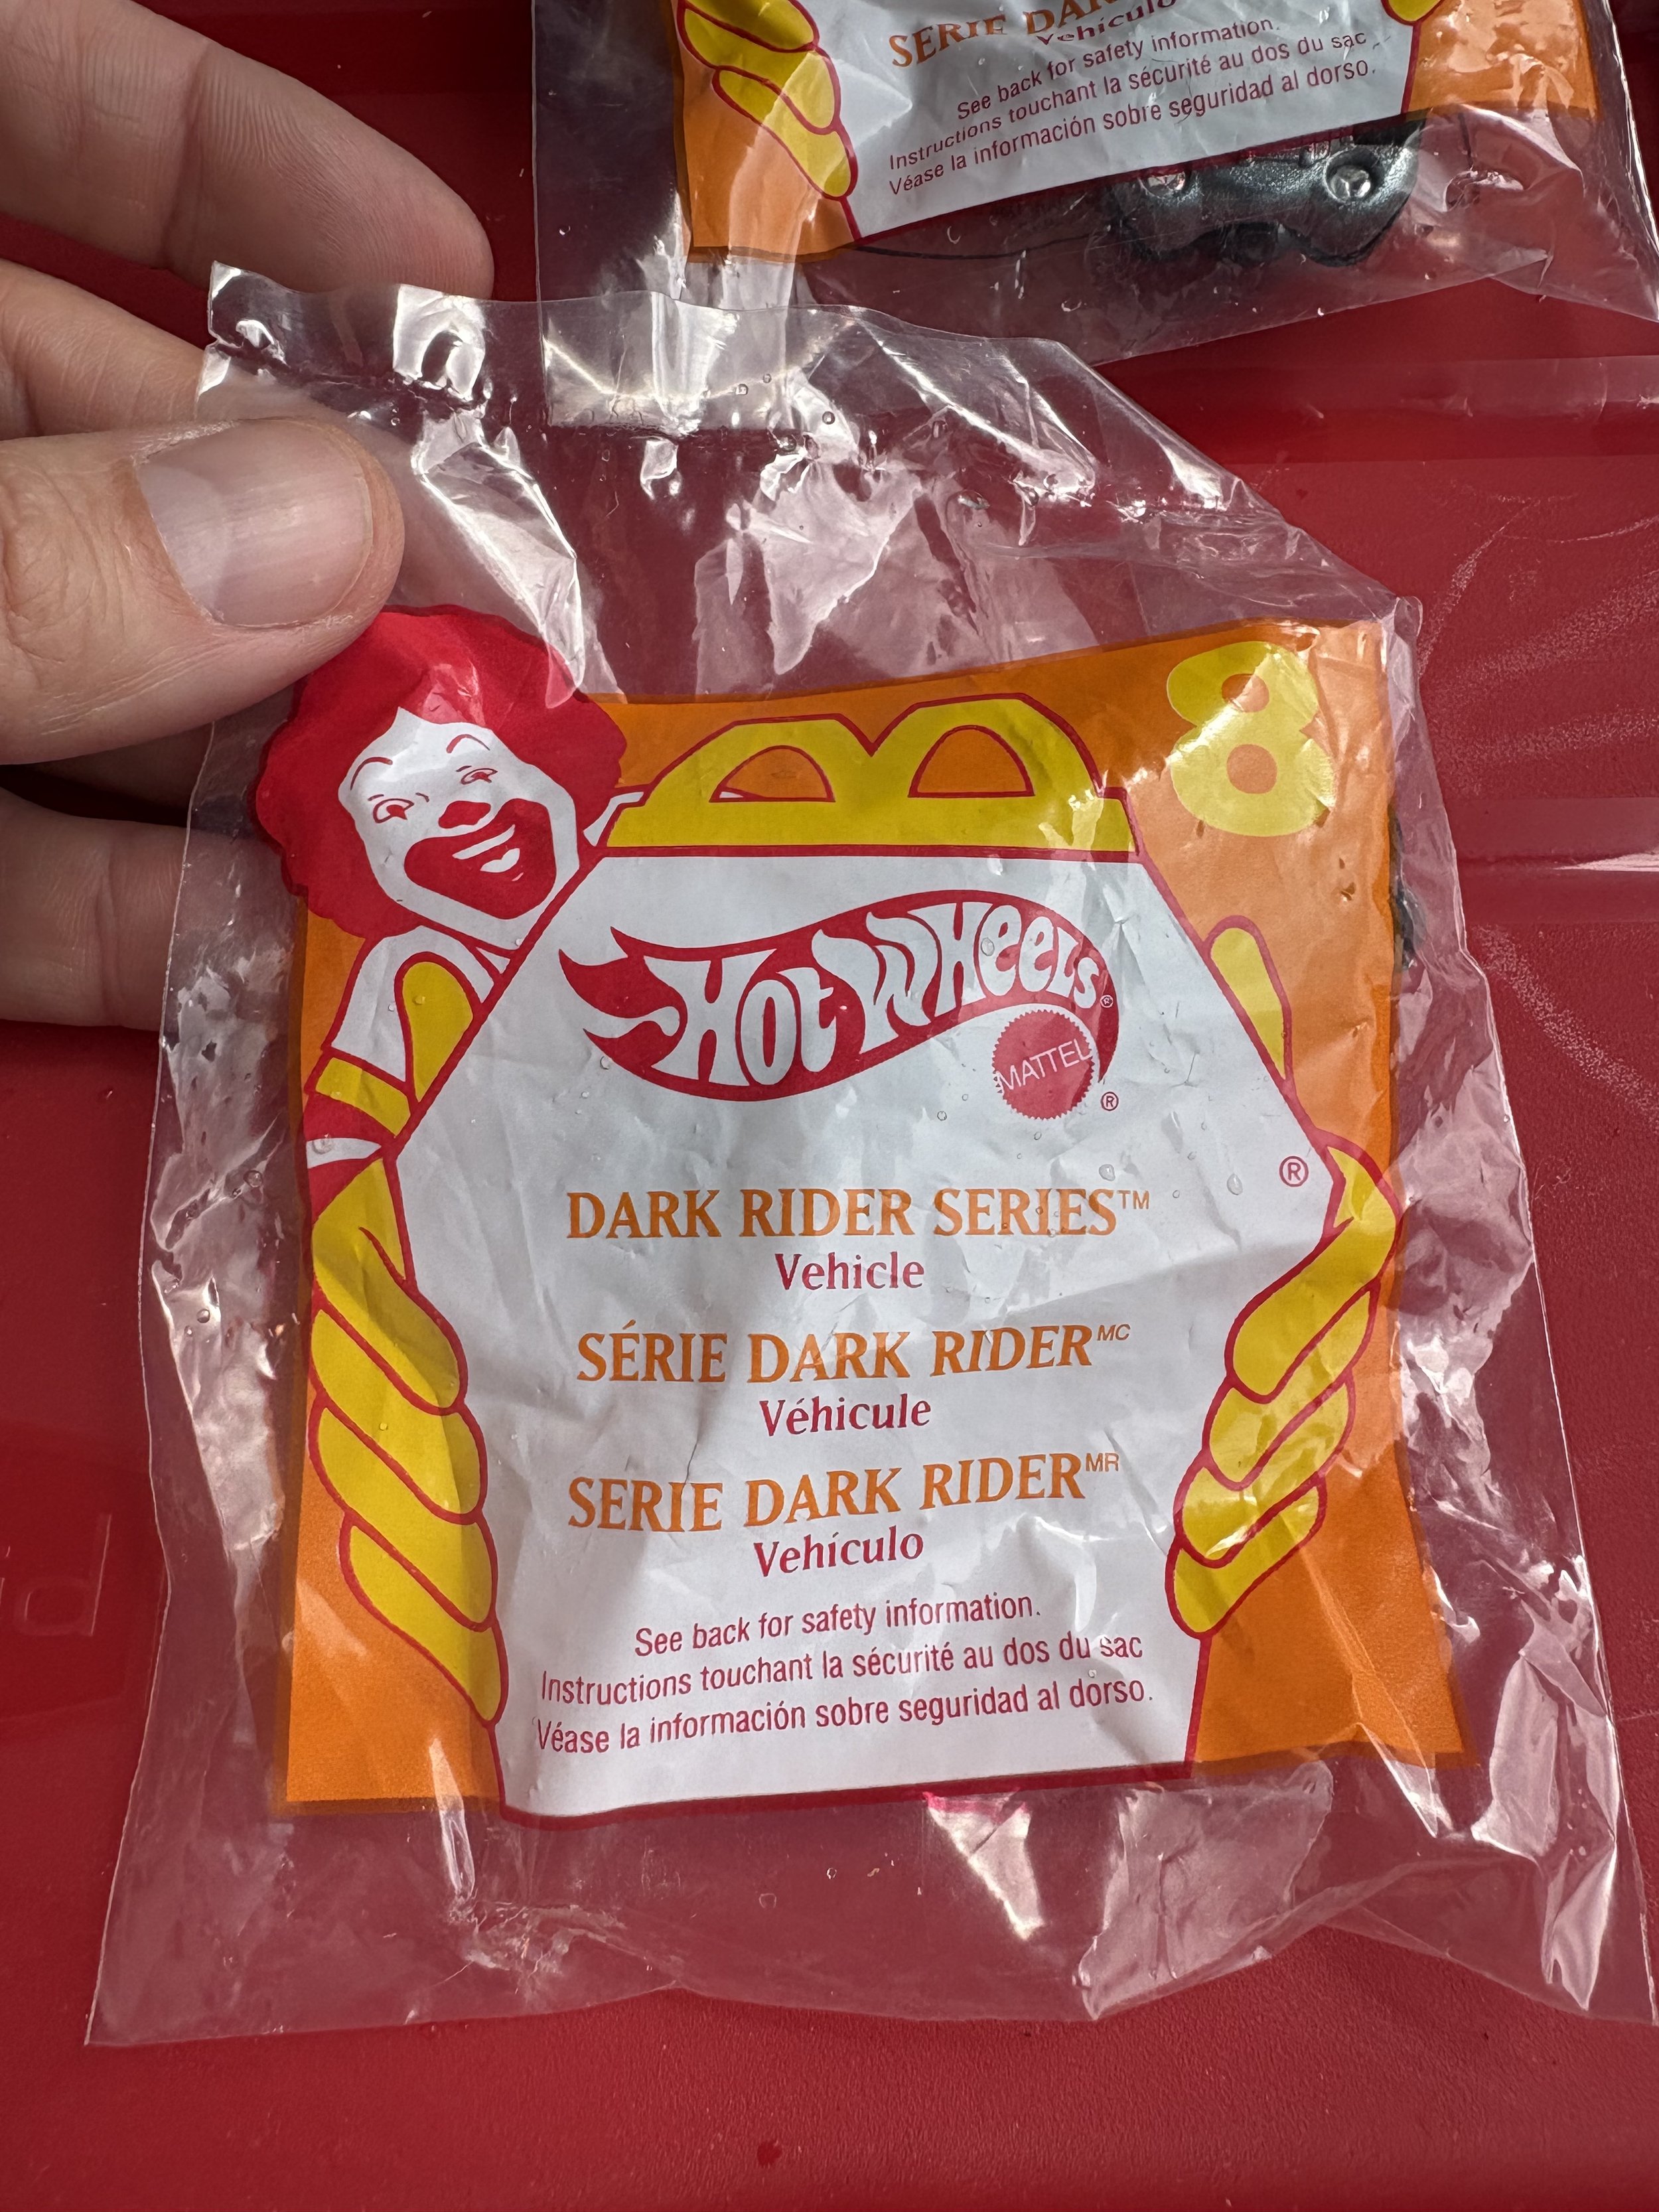 SERIE
Vehículo
See back for safety information.
Instructions touchant la sécurité au dos du sac
Véase la información sobre seguridad al dorso.
8
HOT WHEELS®
MATTEL
®
®
DARK RIDER SERIES™
Vehicle
SÉRIE DARK RIDER MC
Véhicule
SERIE DARK RIDER MR
Vehículo
See back for safety information.
Instructions touchant la sécurité au dos du sac
Véase la información sobre seguridad al dorso.